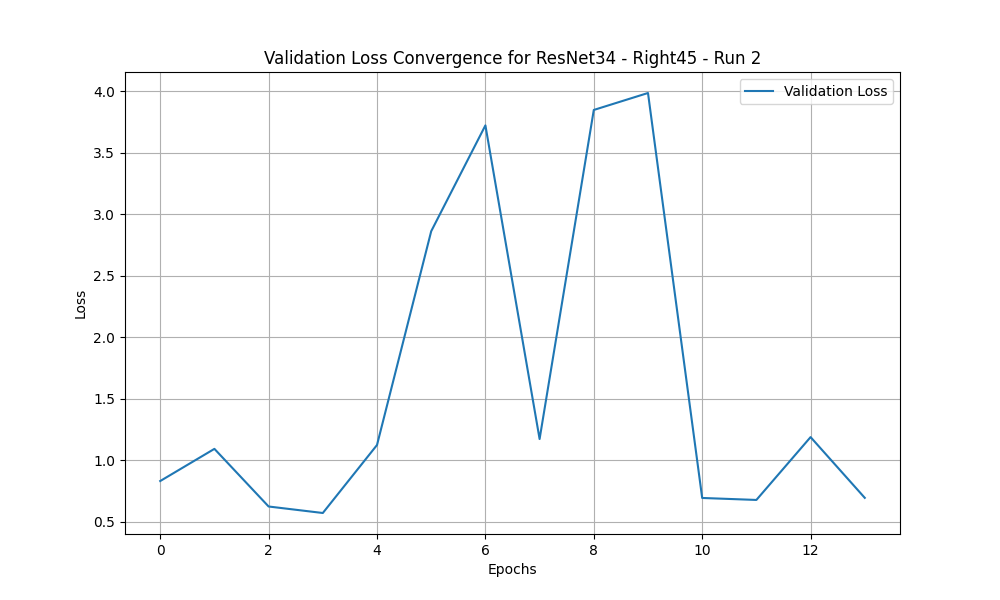 Validation Loss Convergence for ResNet34 - Right45 - Run 2
Validation Loss
4.0
3.5
3.0
2.5
2.0
1.5
1.0
0.5
Loss
0 2 4 6 8 10 12
Epochs